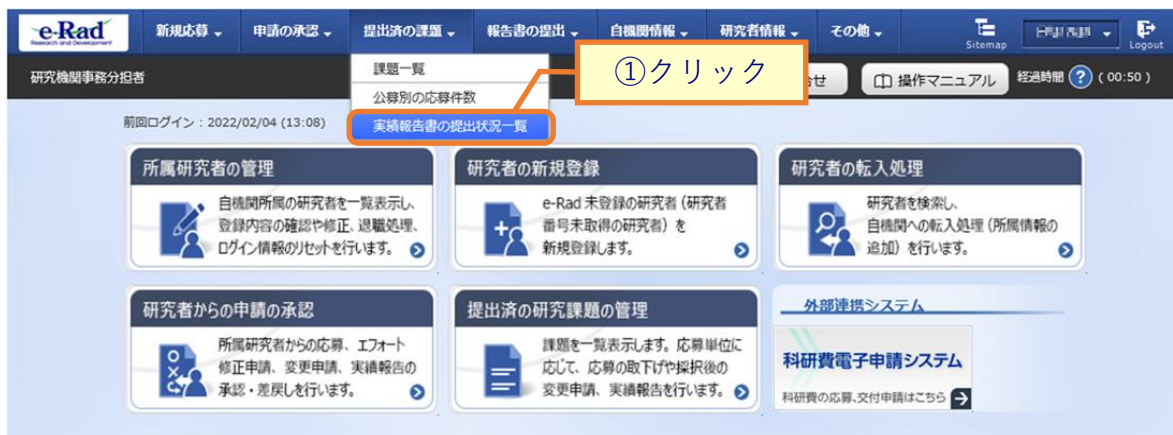 e-Rad
Research and Development
新規応募
申請の承認
提出済の課題
報告書の提出
自機関情報
研究者情報
その他
Sitemap
Logout
研究機関事務分担者
課題一覧
公募別の応募件数
実績報告書の提出状況一覧
①クリック
せ
操作マニュアル
経過時間 ? ( 00:50 )
前回ログイン : 2022/02/04 (13:08)
所属研究者の管理
自機関所属の研究者を一覧表示し、
登録内容の確認や修正、退職処理、
ログイン情報のリセットを行います。
研究者の新規登録
e-Rad 未登録の研究者 (研究者
番号未取得の研究者) を
新規登録します。
研究者の転入処理
研究者を検索し、
自機関への転入処理 (所属情報の
追加) を行います。
研究者からの申請の承認
所属研究者からの応募、エフォート
修正申請、変更申請、実績報告の
承認・差戻しを行います。
提出済の研究課題の管理
課題を一覧表示します。応募単位に
応じて、応募の取下げや採択後の
変更申請、実績報告を行います。
外部連携システム
科研費電子申請システム
科研費の応募、交付申請はこちら